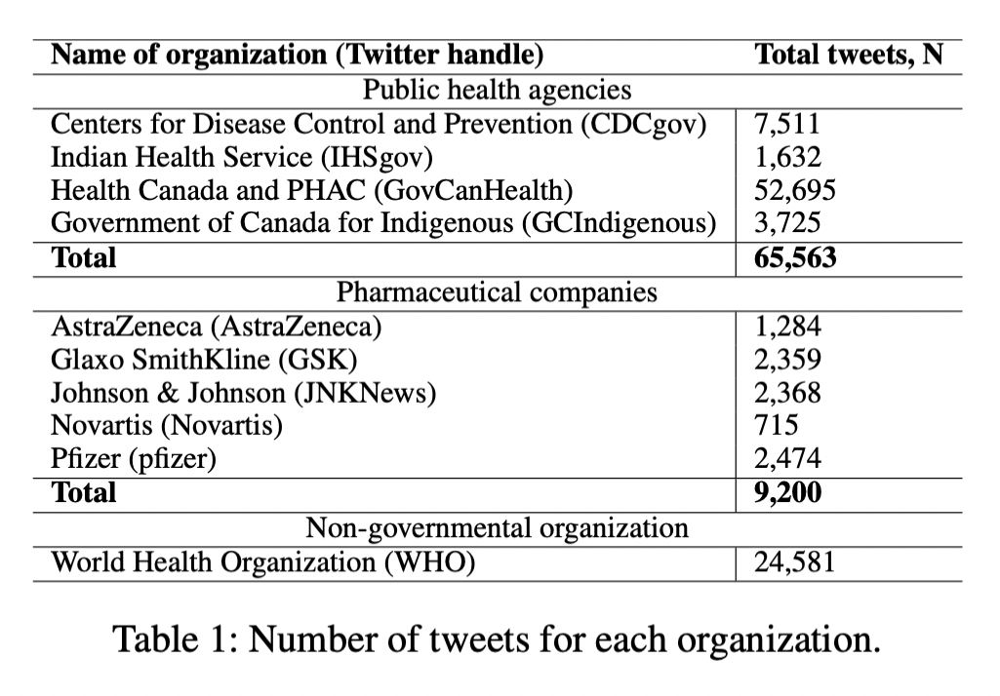 Name of organization (Twitter handle) Total tweets, N
Public health agencies
Centers for Disease Control and Prevention (CDCgov) 7,511
Indian Health Service (IHSgov) 1,632
Health Canada and PHAC (GovCanHealth) 52,695
Government of Canada for Indigenous (GCIndigenous) 3,725
Total 65,563
Pharmaceutical companies
AstraZeneca (AstraZeneca) 1,284
Glaxo SmithKline (GSK) 2,359
Johnson & Johnson (JNKNews) 2,368
Novartis (Novartis) 715
Pfizer (pfizer) 2,474
Total 9,200
Non-governmental organization
World Health Organization (WHO) 24,581
Table 1: Number of tweets for each organization.